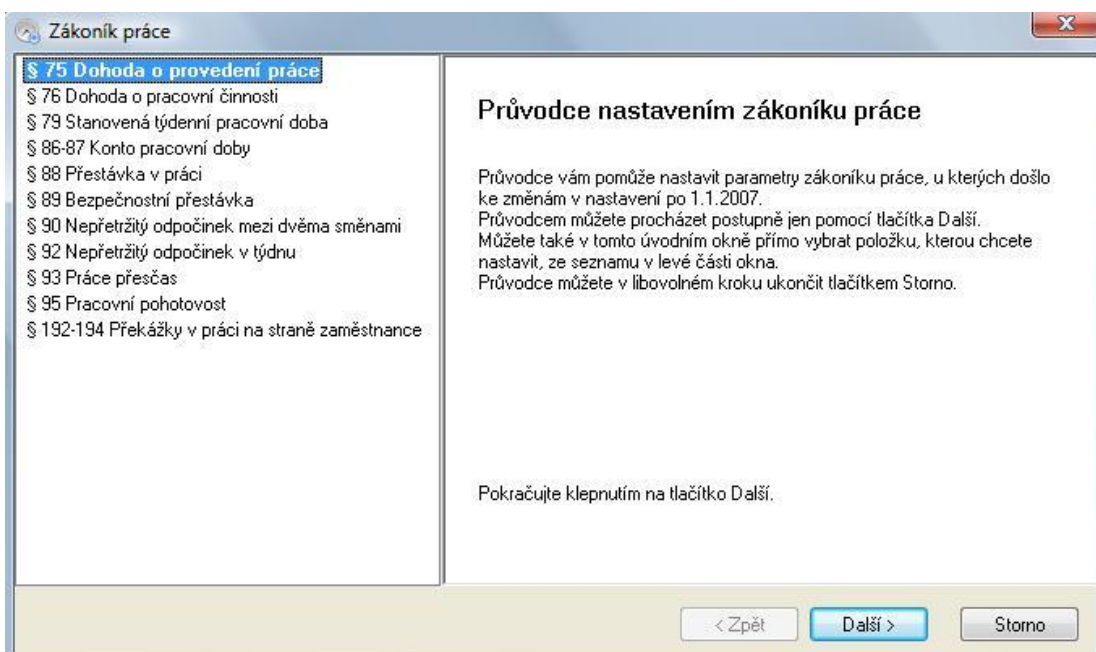 Zákoník práce
§ 75 Dohoda o provedení práce
§ 76 Dohoda o pracovní činnosti
§ 79 Stanovená týdenní pracovní doba
§ 86-87 Konto pracovní doby
§ 88 Přestávka v práci
§ 89 Bezpečnostní přestávka
§ 90 Nepřetržitý odpočinek mezi dvěma směnami
§ 92 Nepřetržitý odpočinek v týdnu
§ 93 Práce přesčas
§ 95 Pracovní pohotovost
§ 192-194 Překážky v práci na straně zaměstnance
Průvodce nastavením zákoníku práce
Průvodce vám pomůže nastavit parametry zákoníku práce, u kterých došlo
ke změnám v nastavení po 1.1.2007.
Průvodcem můžete procházet postupně jen pomocí tlačítka Další.
Můžete také v tomto úvodním okně přímo vybrat položku, kterou chcete
nastavit, ze seznamu v levé části okna.
Průvodce můžete v libovolném kroku ukončit tlačítkem Storno.
Pokračujte klepnutím na tlačítko Další.
< Zpět
Další >
Storno